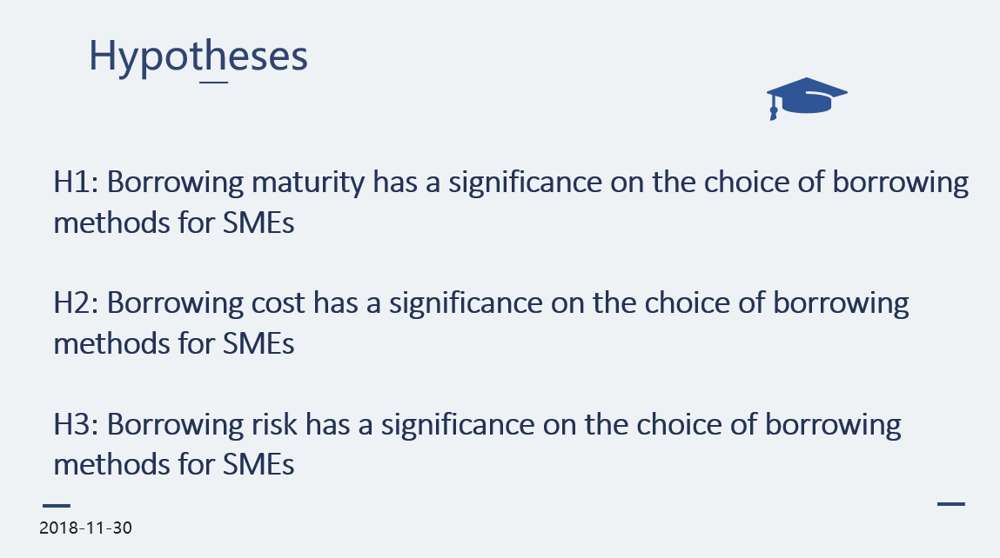 Hypotheses
H1: Borrowing maturity has a significance on the choice of borrowing
methods for SMEs
H2: Borrowing cost has a significance on the choice of borrowing
methods for SMEs
H3: Borrowing risk has a significance on the choice of borrowing
methods for SMEs
2018-11-30